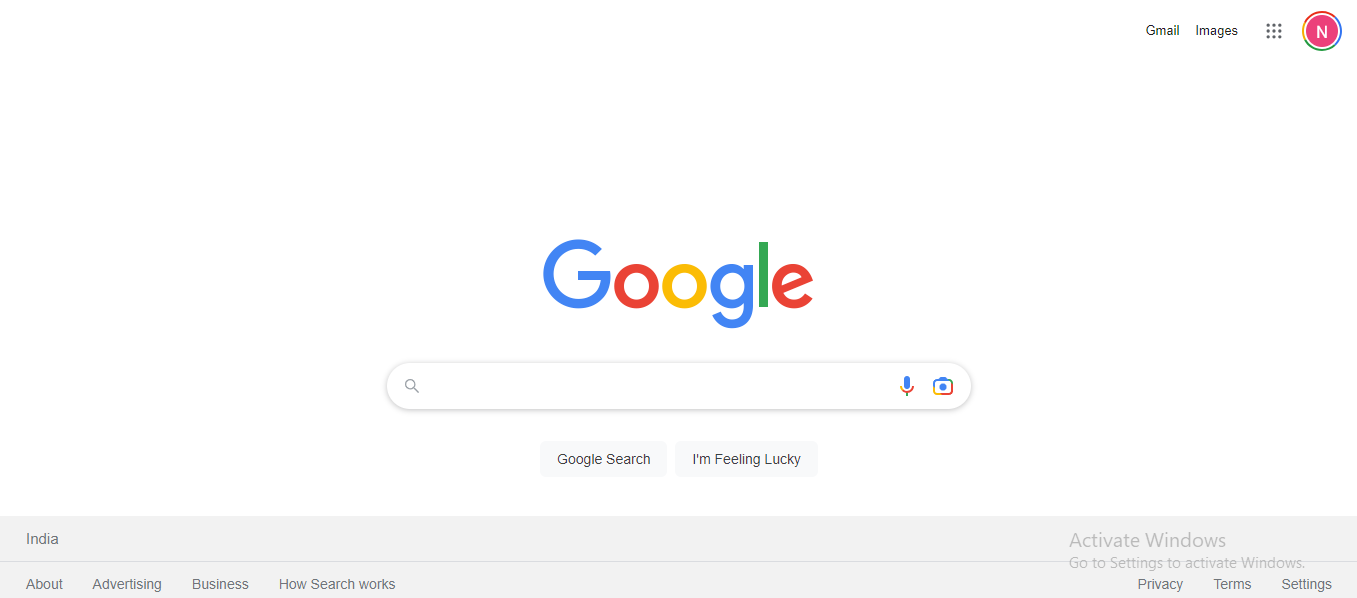 Gmail Images
N
Google
Google Search I'm Feeling Lucky
India
Activate Windows
Go to Settings to activate Windows.
About Advertising Business How Search works Privacy Terms Settings